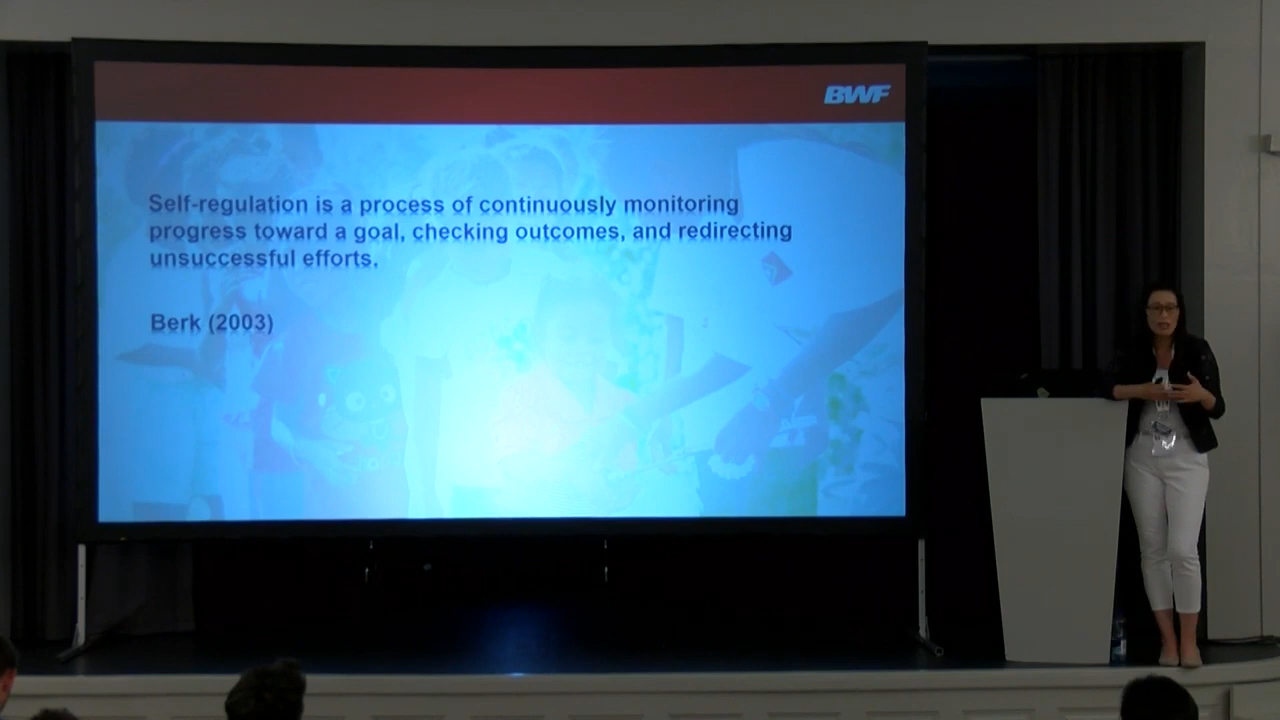 BWF
Self-regulation is a process of continuously monitoring
progress toward a goal, checking outcomes, and redirecting
unsuccessful efforts.
Berk (2003)